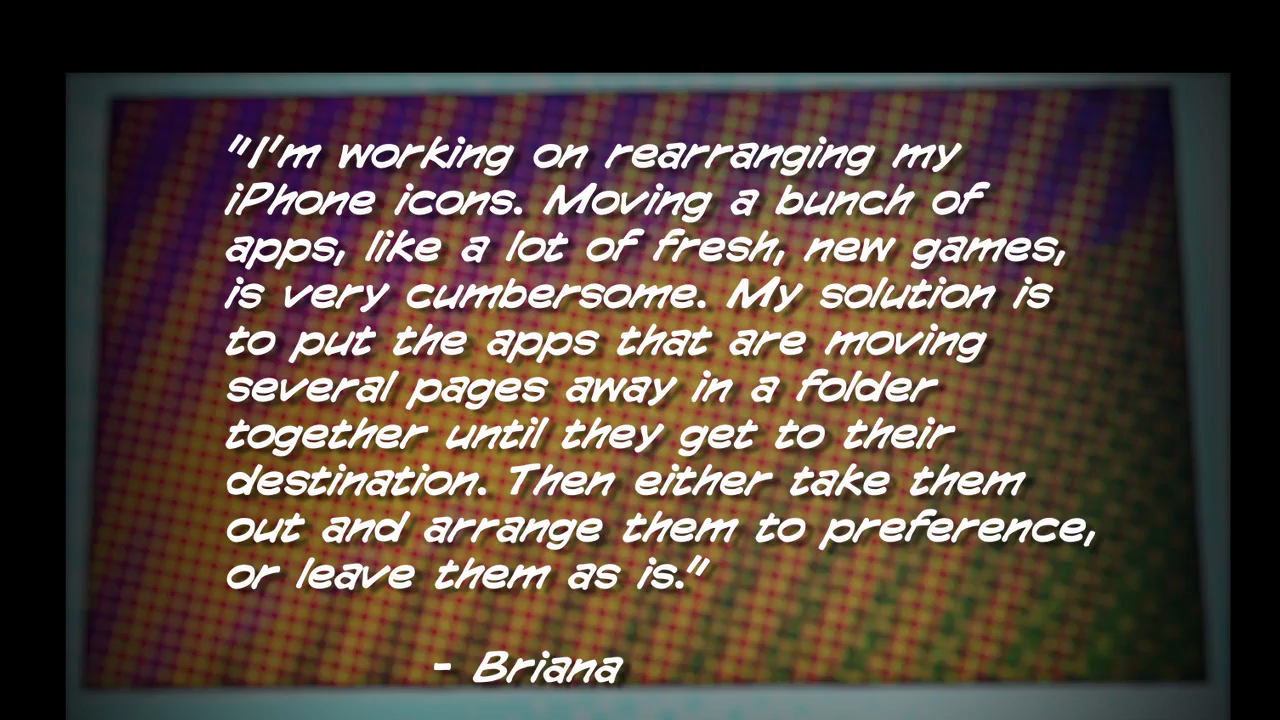 "I'm working on rearranging my
iPhone icons. Moving a bunch of
apps, like a lot of fresh, new games,
is very cumbersome. My solution is
to put the apps that are moving
several pages away in a folder
together until they get to their
destination. Then either take them
out and arrange them to preference,
or leave them as is."
- Briana